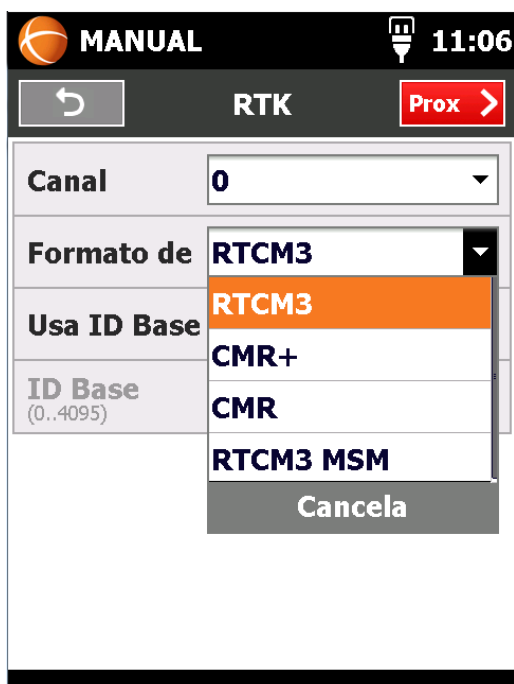 MANUAL 11:06
RTK Prox
Canal 0
Formato de RTCM3
RTCM3
Usa ID Base
CMR+
ID Base
(0..4095)
CMR
RTCM3 MSM
Cancela